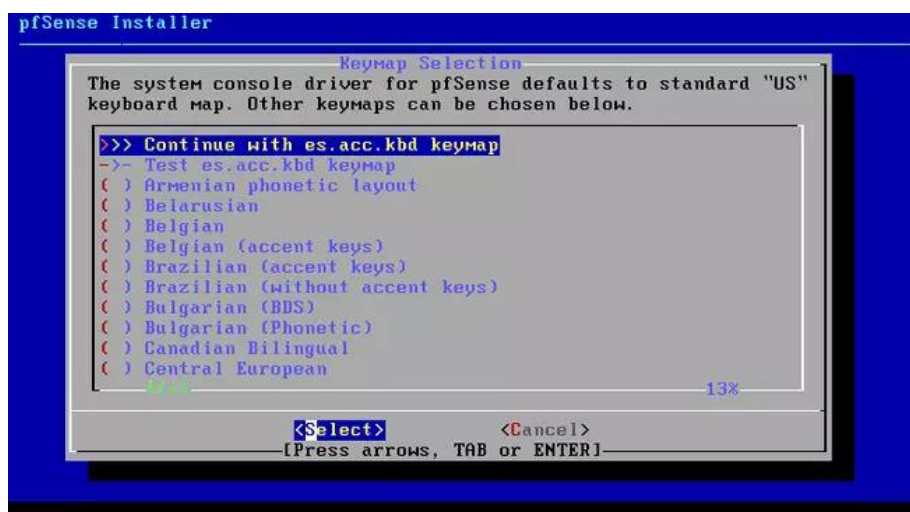 pfSense Installer
Keymap Selection
The system console driver for pfSense defaults to standard "US"
keyboard map. Other keymaps can be chosen below.
>>> Continue with es.acc.kbd keymap
->- Test es.acc.kbd keymap
( ) Armenian phonetic layout
( ) Belarusian
( ) Belgian
( ) Belgian (accent keys)
( ) Brazilian (accent keys)
( ) Brazilian (without accent keys)
( ) Bulgarian (BDS)
( ) Bulgarian (Phonetic)
( ) Canadian Bilingual
( ) Central European
13%
<Select> <Cancel>
[Press arrows, TAB or ENTER]